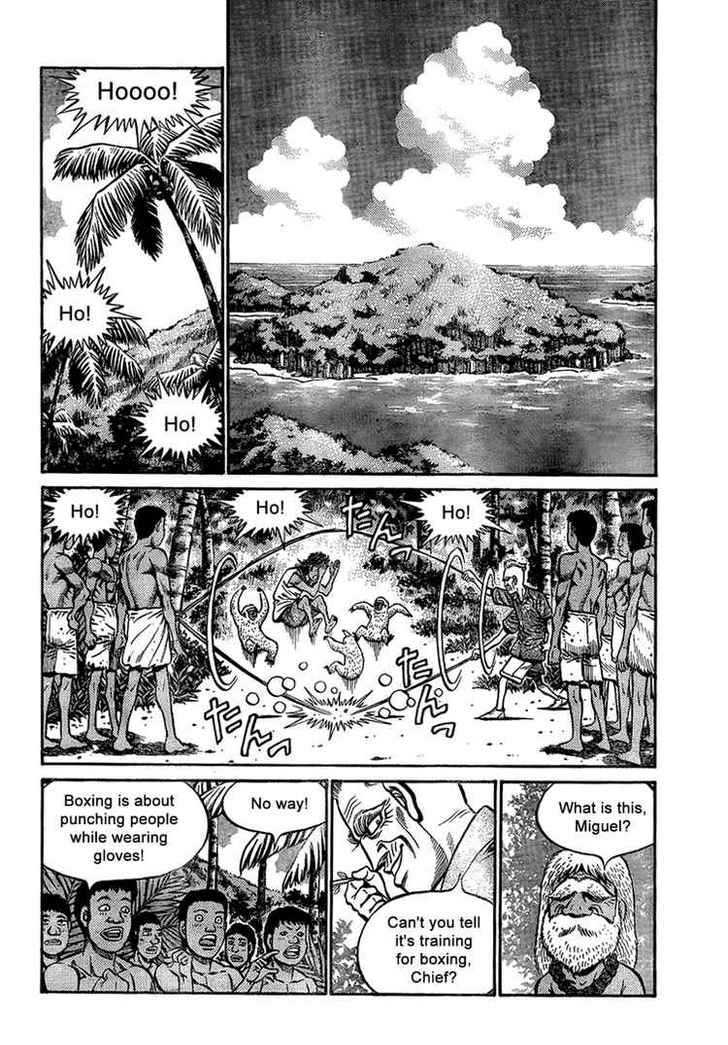 Hoooo!
Ho!
Ho!
Ho!
たんっ
Ho!
Ho!
たんっ
たんっ
What is this,
Miguel?
Can't you tell
it's training
for boxing,
Chief?
No way!
Boxing is about
punching people
while wearing
gloves!